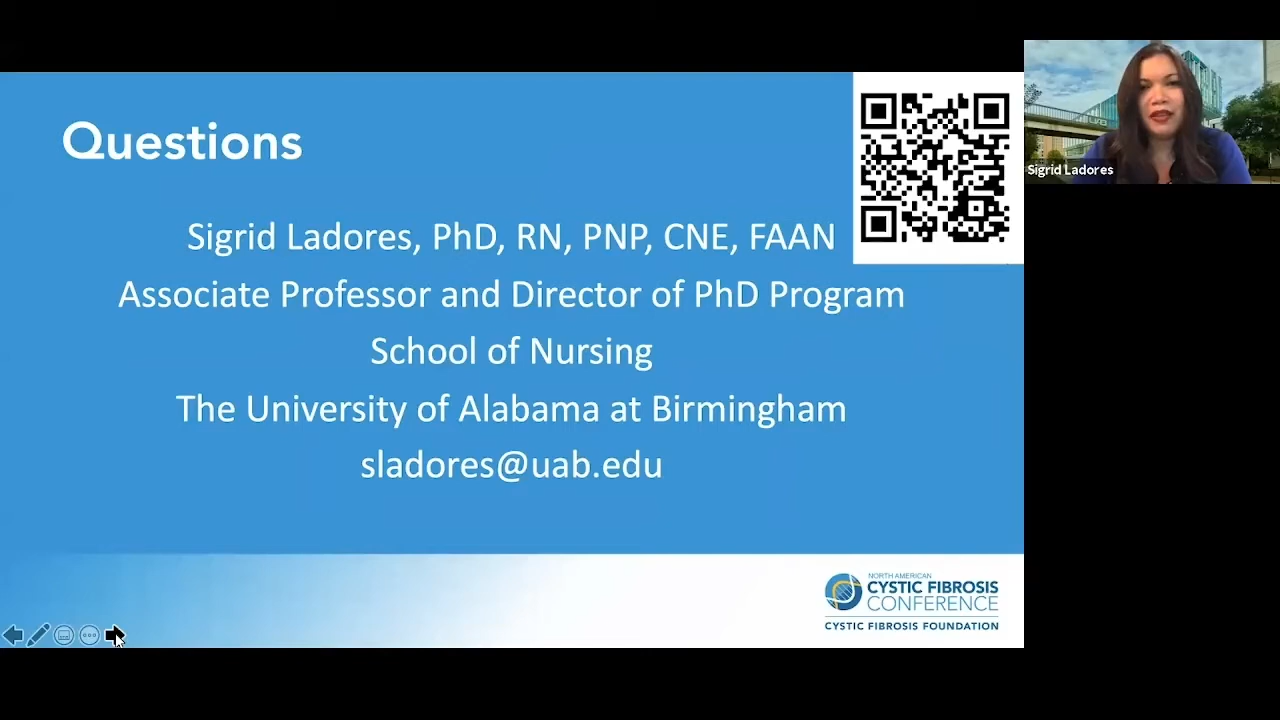 Questions
Sigrid Ladores, PhD, RN, PNP, CNE, FAAN
Associate Professor and Director of PhD Program
School of Nursing
The University of Alabama at Birmingham
sladores@uab.edu
NORTH AMERICAN
CYSTIC FIBROSIS
CONFERENCE
CYSTIC FIBROSIS FOUNDATION
Sigrid Ladores